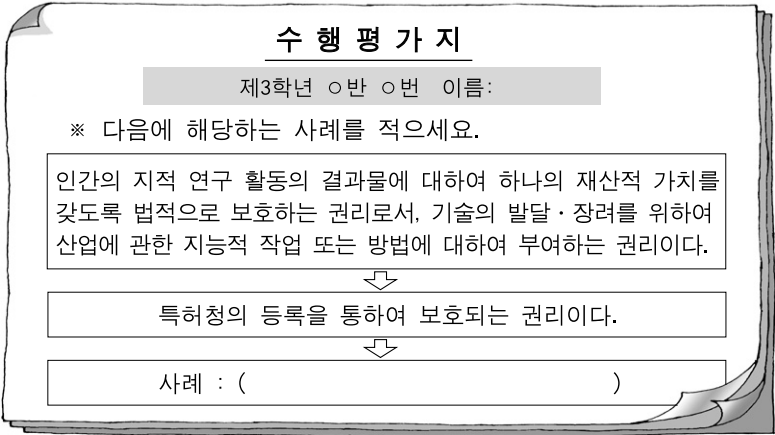 수 행 평 가 지
제3학년 ○반 ○번 이름:
※ 다음에 해당하는 사례를 적으세요.
인간의 지적 연구 활동의 결과물에 대하여 하나의 재산적 가치를
갖도록 법적으로 보호하는 권리로서, 기술의 발달·장려를 위하여
산업에 관한 지능적 작업 또는 방법에 대하여 부여하는 권리이다.
특허청의 등록을 통하여 보호되는 권리이다.
사례 : ( )